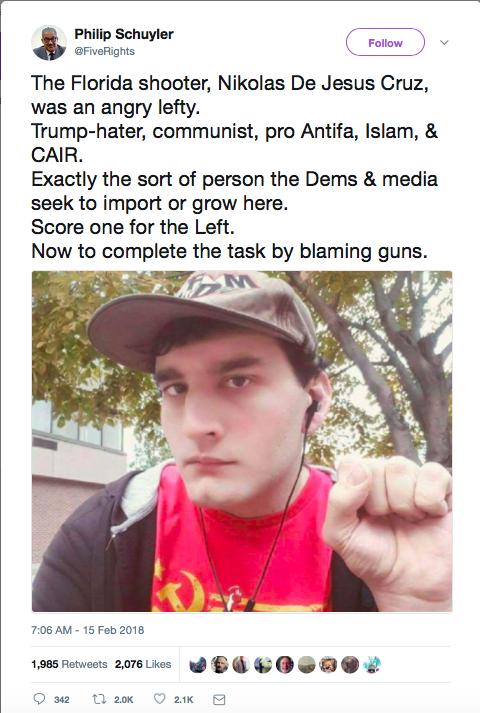 Philip Schuyler
@FiveRights
Follow
The Florida shooter, Nikolas De Jesus Cruz,
was an angry lefty.
Trump-hater, communist, pro Antifa, Islam, &
CAIR.
Exactly the sort of person the Dems & media
seek to import or grow here.
Score one for the Left.
Now to complete the task by blaming guns.
7:06 AM - 15 Feb 2018
1,985 Retweets 2,076 Likes
342 2.0K 2.1K